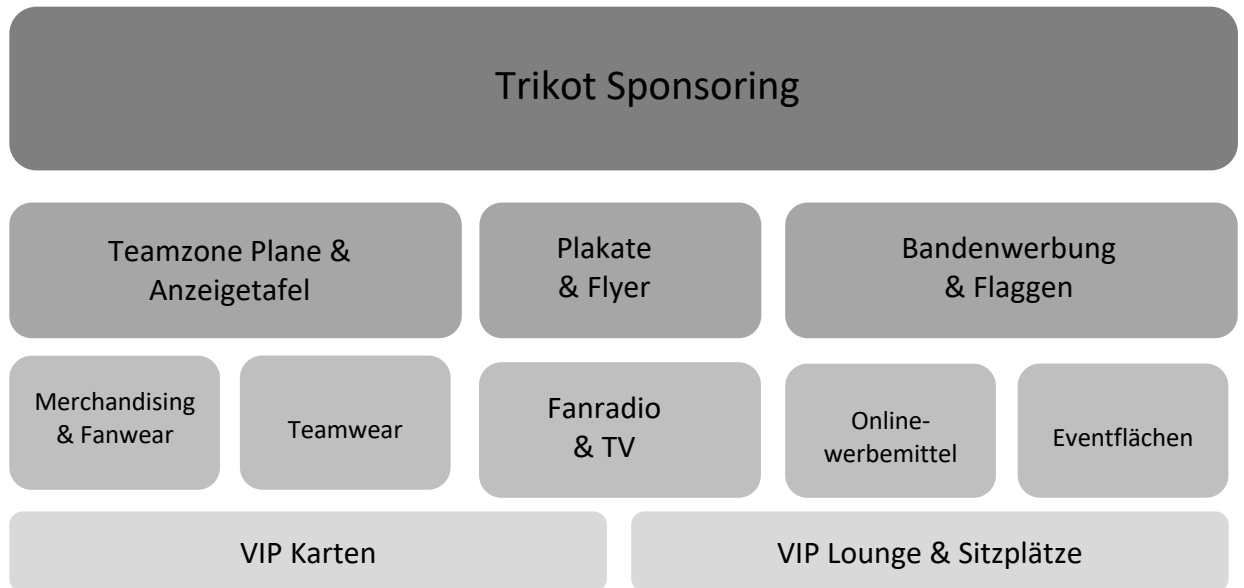 Trikot Sponsoring
Teamzone Plane &
Anzeigetafel
Plakate
& Flyer
Bandenwerbung
& Flaggen
Merchandising
& Fanwear
Teamwear
Fanradio
& TV
Online-
werbemittel
Eventflächen
VIP Karten
VIP Lounge & Sitzplätze